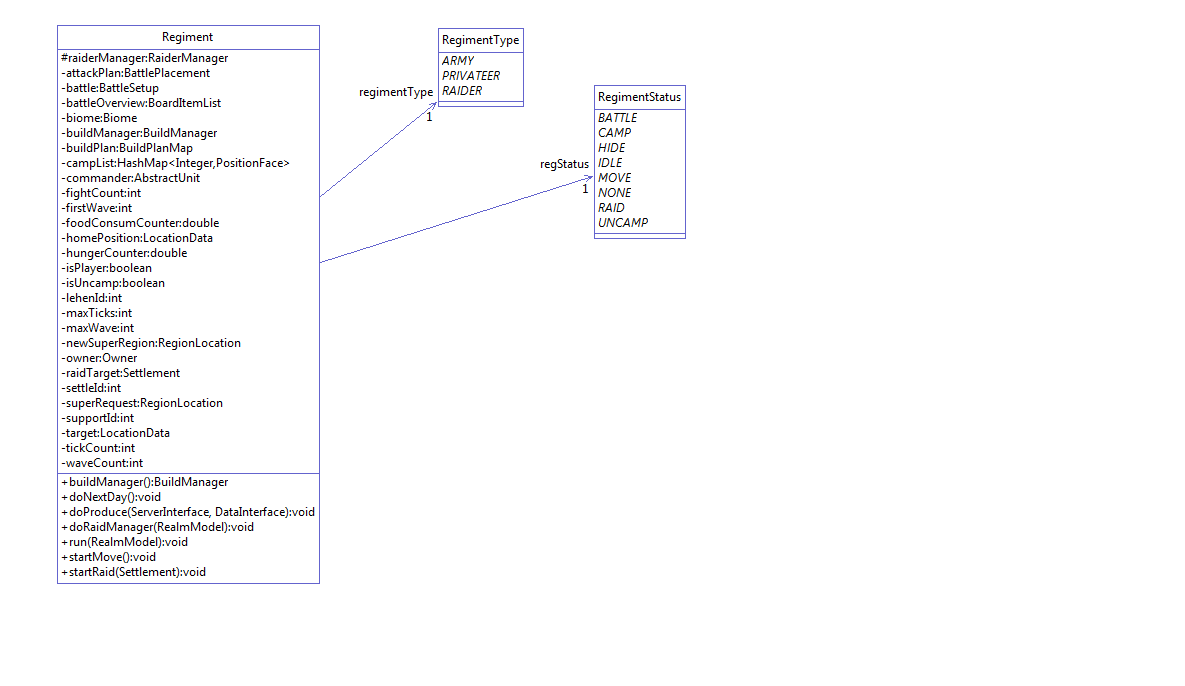 Regiment
#raiderManager:RaiderManager
-attackPlan:BattlePlacement
-battle:BattleSetup
-battleOverview:BoardItemList
-biome:Biome
-buildManager:BuildManager
-buildPlan:BuildPlanMap
-campList:HashMap<Integer,PositionFace>
-commander:AbstractUnit
-fightCount:int
-firstWave:int
-foodConsumCounter:double
-homePosition:LocationData
-hungerCounter:double
-isPlayer:boolean
-isUncamp:boolean
-lehenId:int
-maxTicks:int
-maxWave:int
-newSuperRegion:RegionLocation
-owner:Owner
-raidTarget:Settlement
-settleId:int
-superRequest:RegionLocation
-supportId:int
-target:LocationData
-tickCount:int
-waveCount:int
+buildManager():BuildManager
+doNextDay():void
+doProduce(ServerInterface, DataInterface):void
+doRaidManager(RealmModel):void
+run(RealmModel):void
+startMove():void
+startRaid(Settlement):void
regimentType
1
RegimentType
ARMY
PRIVATEER
RAIDER
regStatus
1
RegimentStatus
BATTLE
CAMP
HIDE
IDLE
MOVE
NONE
RAID
UNCAMP